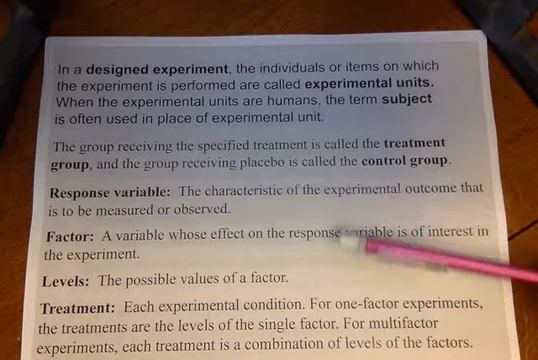 In a designed experiment, the individuals or items on which
the experiment is performed are called experimental units.
When the experimental units are humans, the term subject
is often used in place of experimental unit.
The group receiving the specified treatment is called the treatment
group, and the group receiving placebo is called the control group.
Response variable: The characteristic of the experimental outcome that
is to be measured or observed.
Factor: A variable whose effect on the response variable is of interest in
the experiment.
Levels: The possible values of a factor.
Treatment: Each experimental condition. For one-factor experiments,
the treatments are the levels of the single factor. For multifactor
experiments, each treatment is a combination of levels of the factors.